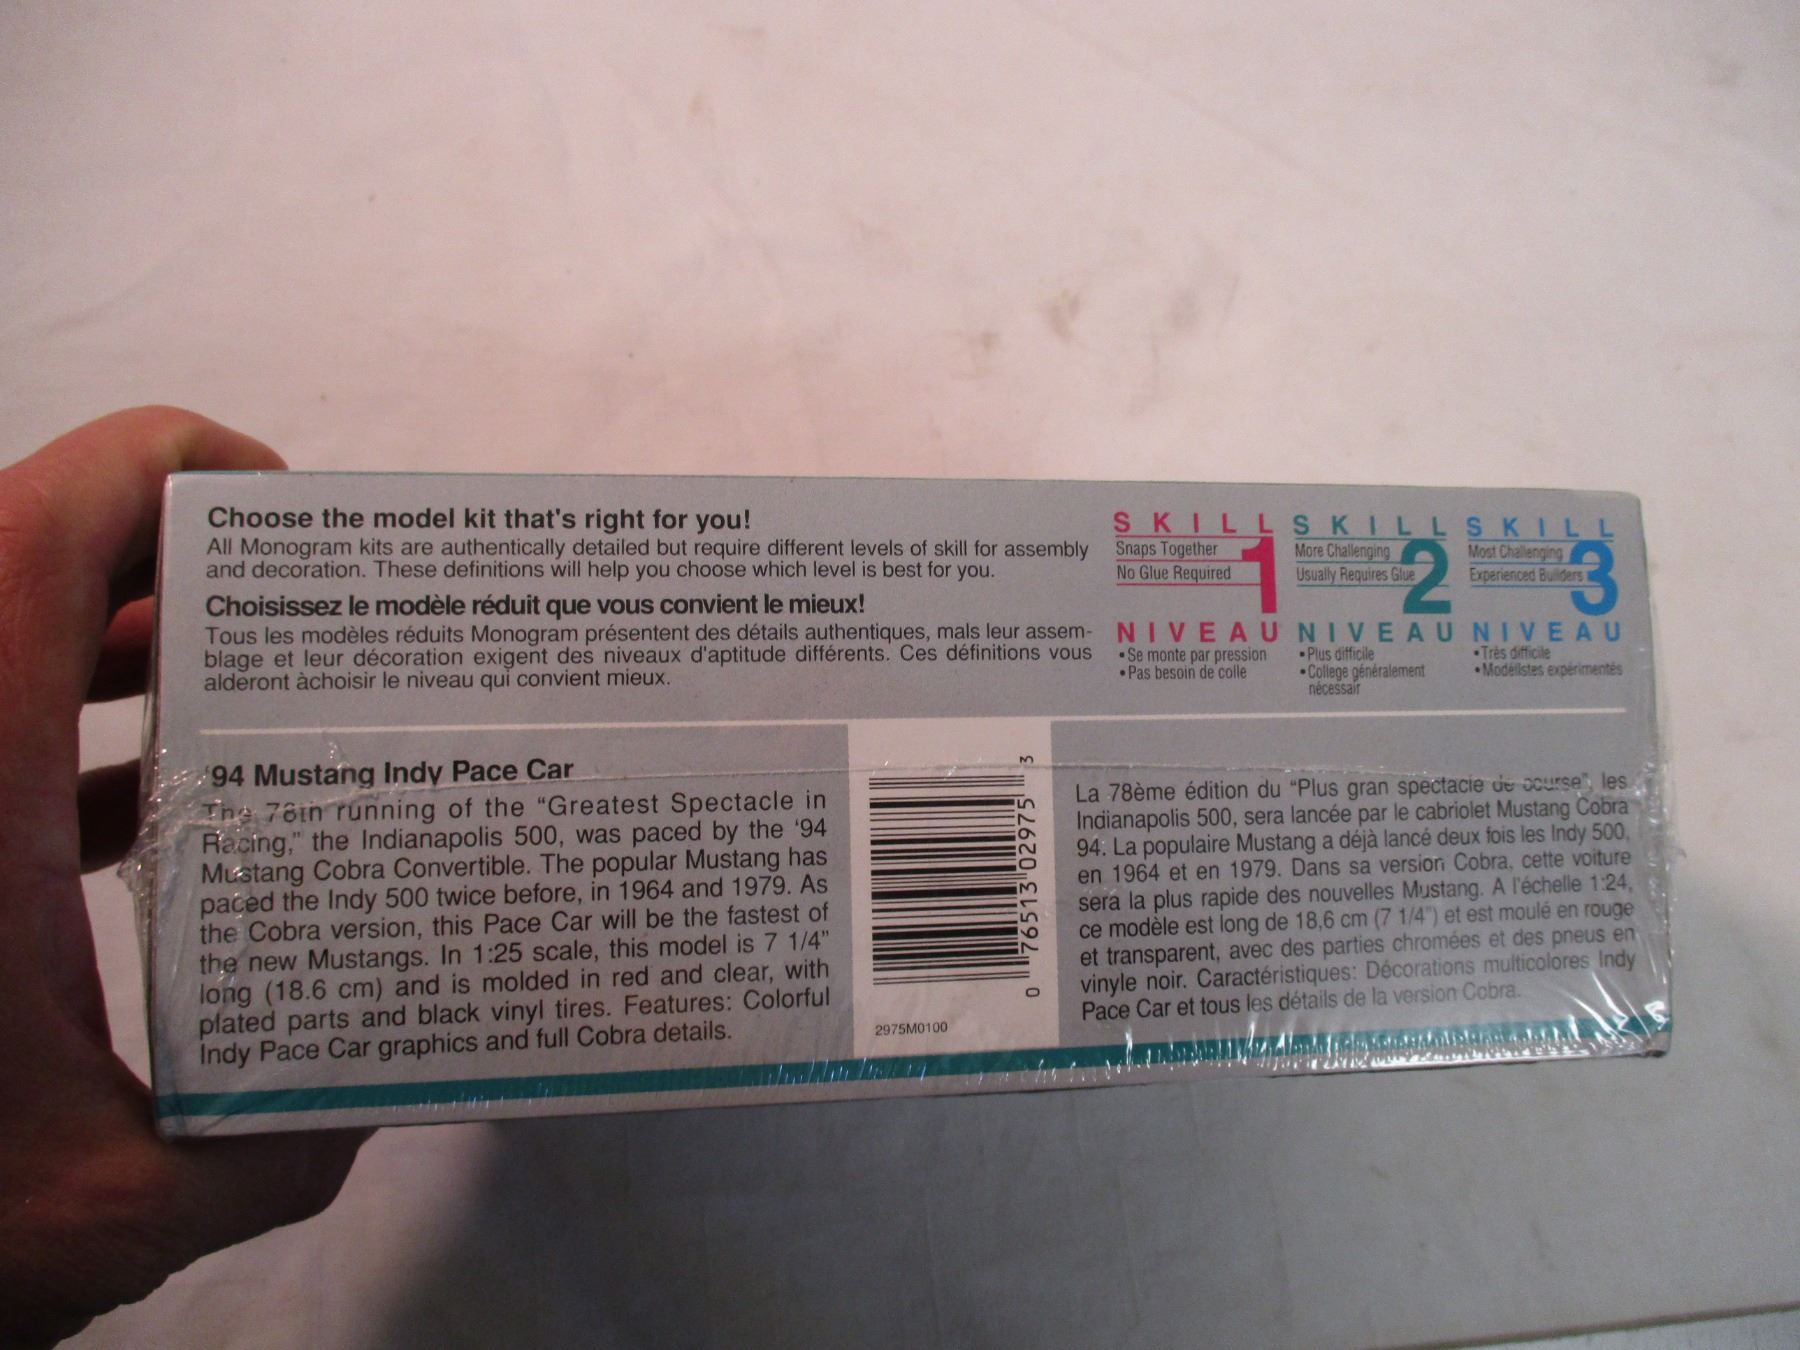 Choose the model kit that's right for you!
All Monogram kits are authentically detailed but require different levels of skill for assembly
and decoration. These definitions will help you choose which level is best for you.
Choisissez le modèle réduit que vous convient le mieux!
Tous les modèles réduits Monogram présentent des détails authentiques, mals leur assem-
blage et leur décoration exigent des niveaux d'aptitude différents. Ces définitions vous
alderont àchoisir le niveau qui convient mieux.
SKILL 1
Snaps Together
No Glue Required
NIVEAU
• Se monte par pression
• Pas besoin de colle
SKILL 2
More Challenging
Usually Requires Glue
NIVEAU
• Plus difficile
• College généralement
nécessair
SKILL 3
Most Challenging
Experienced Builders
NIVEAU
• Très difficile
• Modélistes expérimentés
'94 Mustang Indy Pace Car
The 78th running of the “Greatest Spectacle in
Racing,” the Indianapolis 500, was paced by the ‘94
Mustang Cobra Convertible. The popular Mustang has
paced the Indy 500 twice before, in 1964 and 1979. As
the Cobra version, this Pace Car will be the fastest of
the new Mustangs. In 1:25 scale, this model is 7 1/4”
long (18.6 cm) and is molded in red and clear, with
plated parts and black vinyl tires. Features: Colorful
Indy Pace Car graphics and full Cobra details.
0 76513 02975 3
2975M0100
La 78ème édition du “Plus gran spectacie de course”, les
Indianapolis 500, sera lancée par le cabriolet Mustang Cobra
94. La populaire Mustang a déjà lancé deux fois les Indy 500,
en 1964 et en 1979. Dans sa version Cobra, cette voiture
sera la plus rapide des nouvelles Mustang. A l'échelle 1:24,
ce modèle est long de 18,6 cm (7 1/4”) et est moulé en rouge
et transparent, avec des parties chromées et des pneus en
vinyle noir. Caractéristiques: Décorations multicolores Indy
Pace Car et tous les détails de la version Cobra.